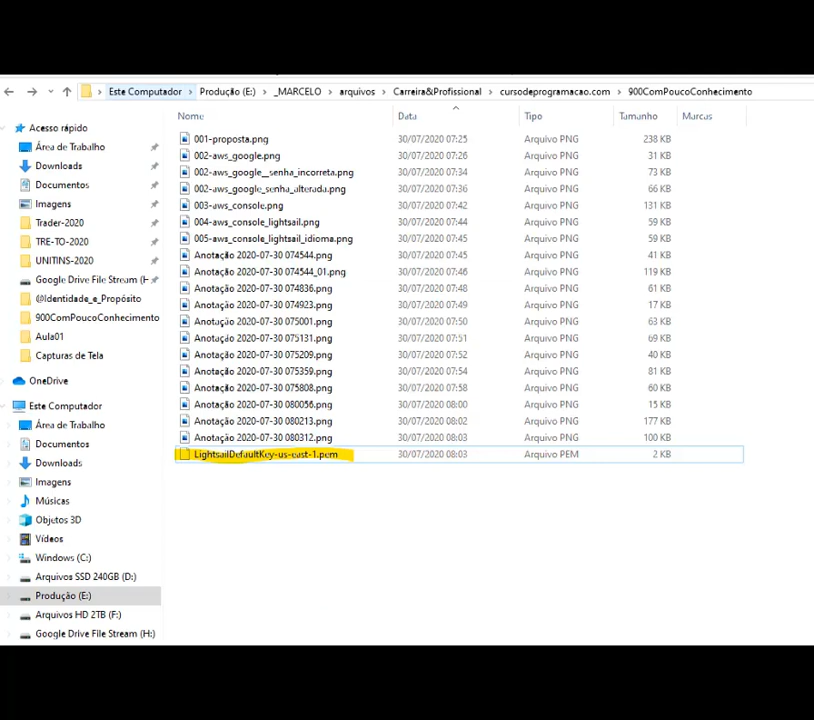 Este Computador > Produção (E:) > _MARCELO > arquivos > Carreira&Profissional > cursodeprogramacao.com > 900ComPoucoConhecimento
Nome Data Tipo Tamanho Marcas
Acesso rápido
Área de Trabalho
Downloads
Documentos
Imagens
Trader-2020
TRE-TO-2020
UNITINS-2020
Google Drive File Stream (H
@Identidade_e_Propósito
900ComPoucoConhecimento
Aula01
Capturas de Tela
OneDrive
Este Computador
Área de Trabalho
Documentos
Downloads
Imagens
Músicas
Objetos 3D
Vídeos
Windows (C:)
Arquivos SSD 240GB (D:)
Produção (E:)
Arquivos HD 2TB (F:)
Google Drive File Stream (H:)
001-proposta.png 30/07/2020 07:25 Arquivo PNG 238 KB
002-aws_google.png 30/07/2020 07:26 Arquivo PNG 31 KB
002-aws_google__senha_incorreta.png 30/07/2020 07:34 Arquivo PNG 73 KB
002-aws_google_senha_alterada.png 30/07/2020 07:36 Arquivo PNG 66 KB
003-aws_console.png 30/07/2020 07:42 Arquivo PNG 131 KB
004-aws_console_lightsail.png 30/07/2020 07:44 Arquivo PNG 59 KB
005-aws_console_lightsail_idioma.png 30/07/2020 07:45 Arquivo PNG 59 KB
Anotação 2020-07-30 074544.png 30/07/2020 07:45 Arquivo PNG 41 KB
Anotação 2020-07-30 074544_01.png 30/07/2020 07:46 Arquivo PNG 119 KB
Anotação 2020-07-30 074836.png 30/07/2020 07:48 Arquivo PNG 61 KB
Anotação 2020-07-30 074923.png 30/07/2020 07:49 Arquivo PNG 17 KB
Anotação 2020-07-30 075001.png 30/07/2020 07:50 Arquivo PNG 63 KB
Anotação 2020-07-30 075131.png 30/07/2020 07:51 Arquivo PNG 69 KB
Anotação 2020-07-30 075209.png 30/07/2020 07:52 Arquivo PNG 40 KB
Anotação 2020-07-30 075359.png 30/07/2020 07:54 Arquivo PNG 81 KB
Anotação 2020-07-30 075808.png 30/07/2020 07:58 Arquivo PNG 60 KB
Anotação 2020-07-30 080056.png 30/07/2020 08:00 Arquivo PNG 15 KB
Anotação 2020-07-30 080213.png 30/07/2020 08:02 Arquivo PNG 177 KB
Anotação 2020-07-30 080312.png 30/07/2020 08:03 Arquivo PNG 100 KB
LightsailDefaultKey-us-east-1.pem 30/07/2020 08:03 Arquivo PEM 2 KB